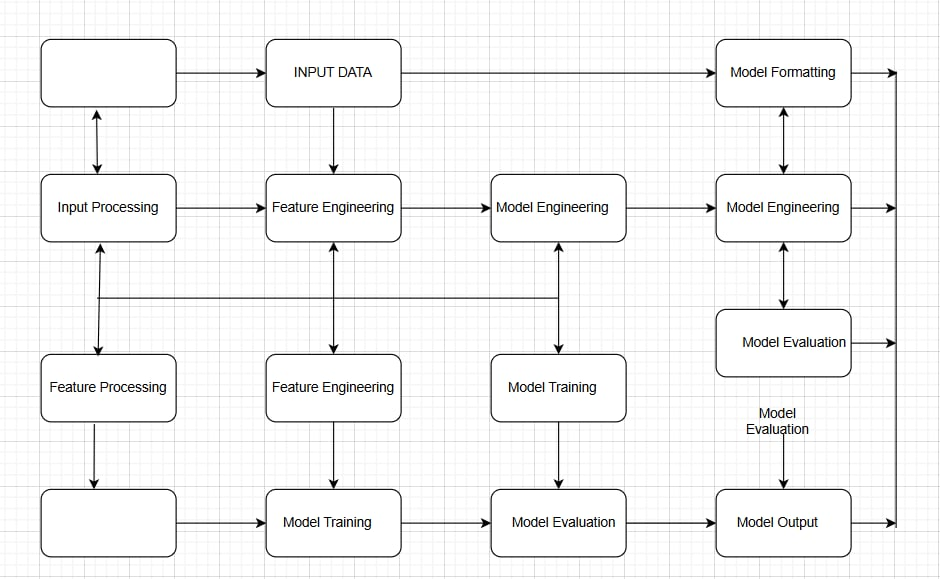 INPUT DATA
Model Formatting
Input Processing
Feature Engineering
Model Engineering
Model Engineering
Model Evaluation
Feature Processing
Feature Engineering
Model Training
Model
Evaluation
Model Training
Model Evaluation
Model Output